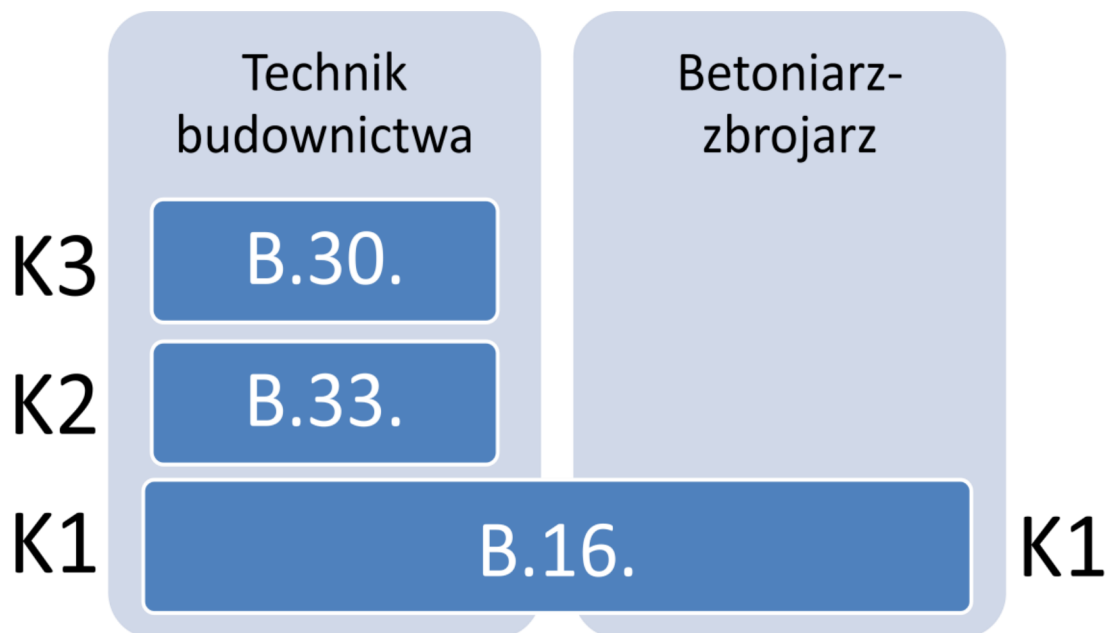 Technik
budownictwa
Betoniarz-
zbrojarz
K3
B.30.
K2
B.33.
K1
B.16.
K1